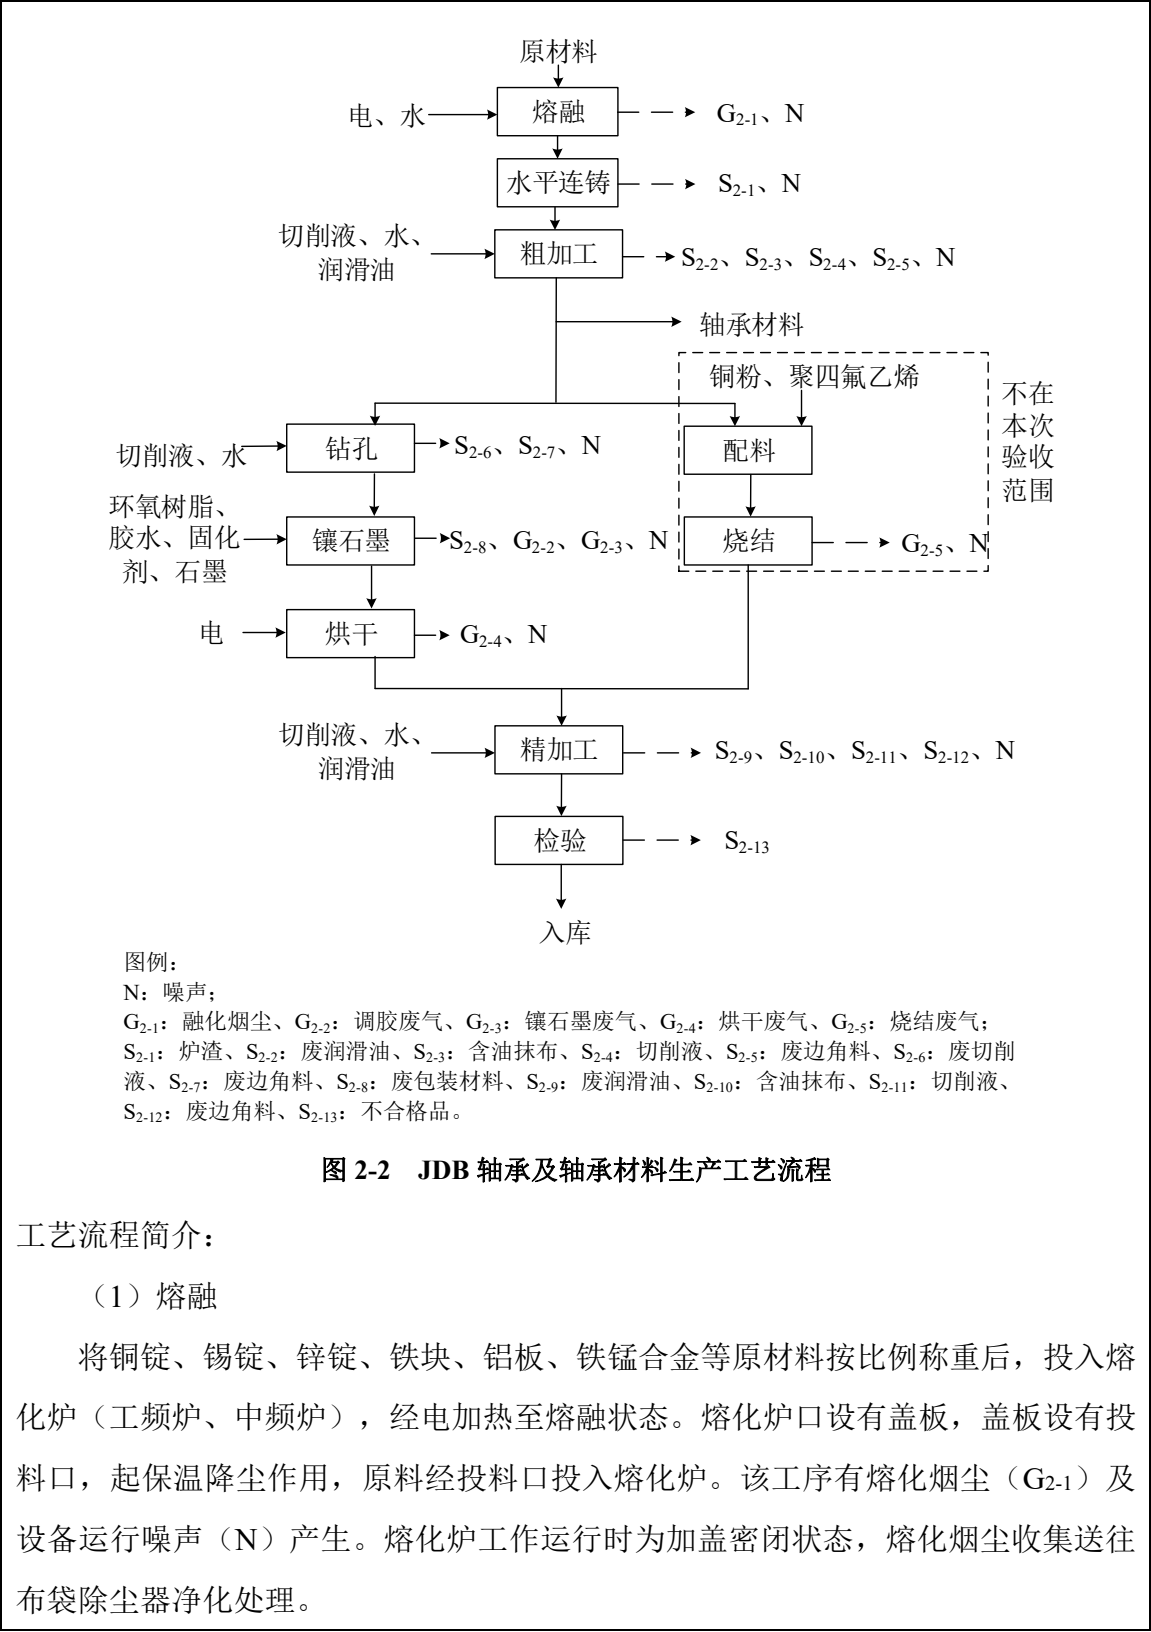 原材料
电、水
熔融
G2-1、N
水平连铸
S2-1、N
切削液、水、
润滑油
粗加工
S2-2、S2-3、S2-4、S2-5、N
轴承材料
铜粉、聚四氟乙烯
不在
本次
验收
范围
切削液、水
钻孔
S2-6、S2-7、N
配料
环氧树脂、
胶水、固化
剂、石墨
镶石墨
S2-8、G2-2、G2-3、N
烧结
G2-5、N
电
烘干
G2-4、N
切削液、水、
润滑油
精加工
S2-9、S2-10、S2-11、S2-12、N
检验
S2-13
入库
图例：
N：噪声；
G2-1：融化烟尘、G2-2：调胶废气、G2-3：镶石墨废气、G2-4：烘干废气、G2-5：烧结废气；
S2-1：炉渣、S2-2：废润滑油、S2-3：含油抹布、S2-4：切削液、S2-5：废边角料、S2-6：废切削
液、S2-7：废边角料、S2-8：废包装材料、S2-9：废润滑油、S2-10：含油抹布、S2-11：切削液、
S2-12：废边角料、S2-13：不合格品。
图 2-2 JDB 轴承及轴承材料生产工艺流程
工艺流程简介：
（1）熔融
将铜锭、锡锭、锌锭、铁块、铝板、铁锰合金等原材料按比例称重后，投入熔
化炉（工频炉、中频炉），经电加热至熔融状态。熔化炉口设有盖板，盖板设有投
料口，起保温降尘作用，原料经投料口投入熔化炉。该工序有熔化烟尘（G2-1）及
设备运行噪声（N）产生。熔化炉工作运行时为加盖密闭状态，熔化烟尘收集送往
布袋除尘器净化处理。